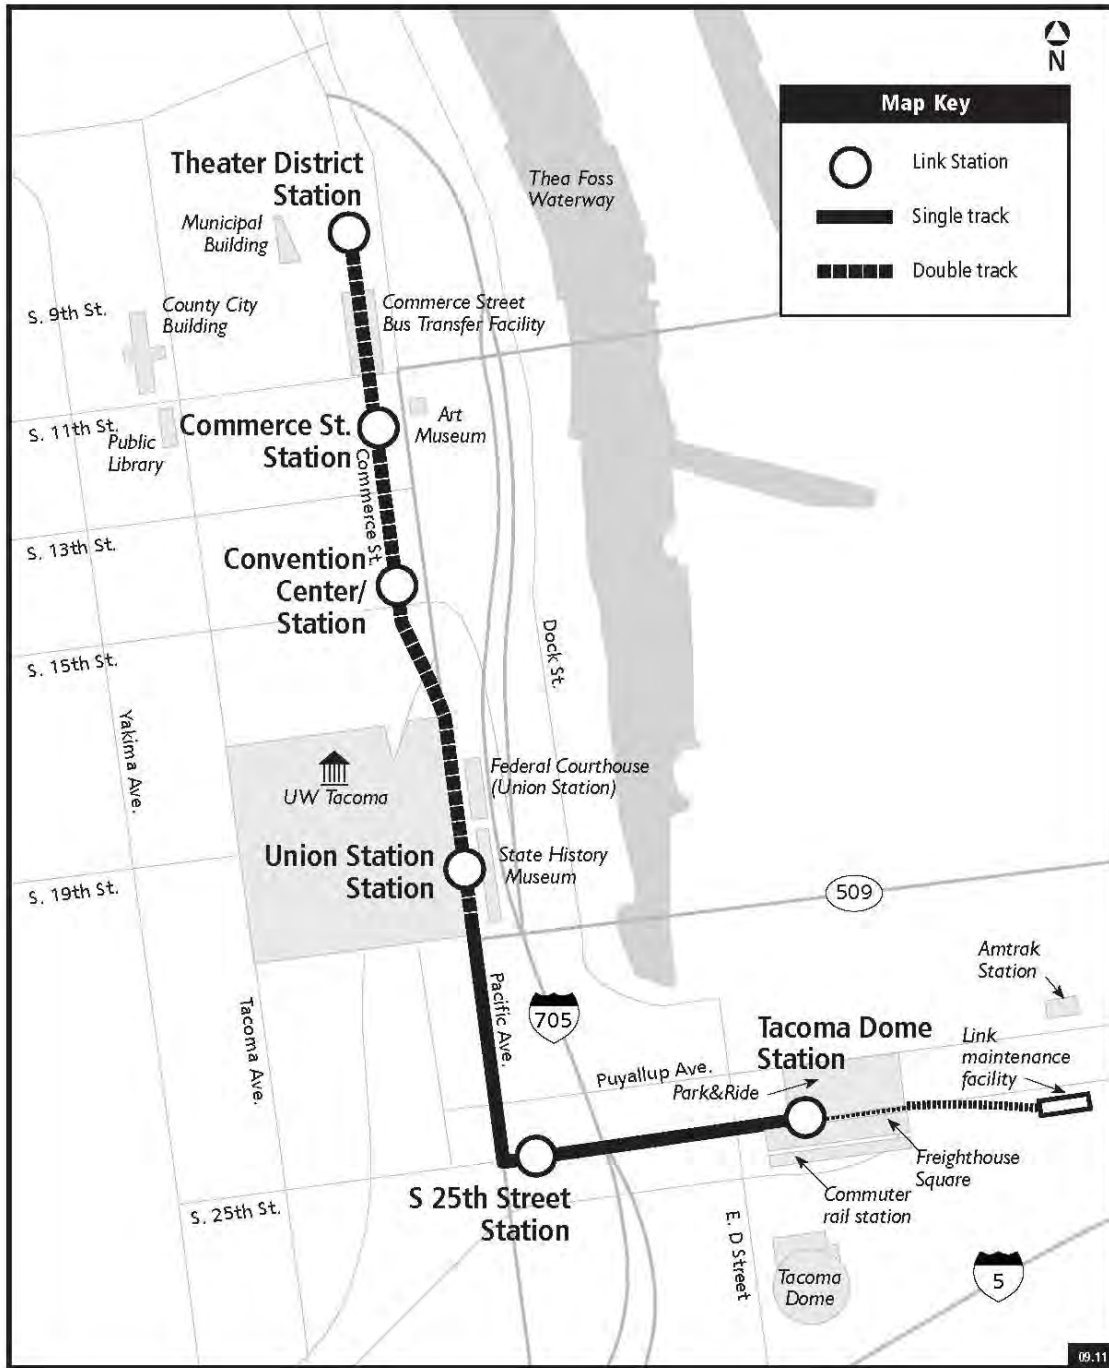 N
Map Key
Link Station
Single track
Double track
Theater District
Station
Thea Foss
Waterway
Municipal
Building
S. 9th St.
County City
Building
Commerce Street
Bus Transfer Facility
S. 11th St.
Public
Library
Commerce St.
Station
Art
Museum
Commerce St.
S. 13th St.
Convention
Center/
Station
S. 15th St.
Dock St.
Yakima Ave.
UW Tacoma
Federal Courthouse
(Union Station)
Union Station
Station
State History
Museum
S. 19th St.
509
Amtrak
Station
Pacific Ave.
705
Tacoma Ave.
Tacoma Dome
Station
Link
maintenance
facility
Puyallup Ave.
Park&Ride
Freighthouse
Square
Commuter
rail station
S 25th Street
Station
S. 25th St.
E. D Street
Tacoma
Dome
5
09.11